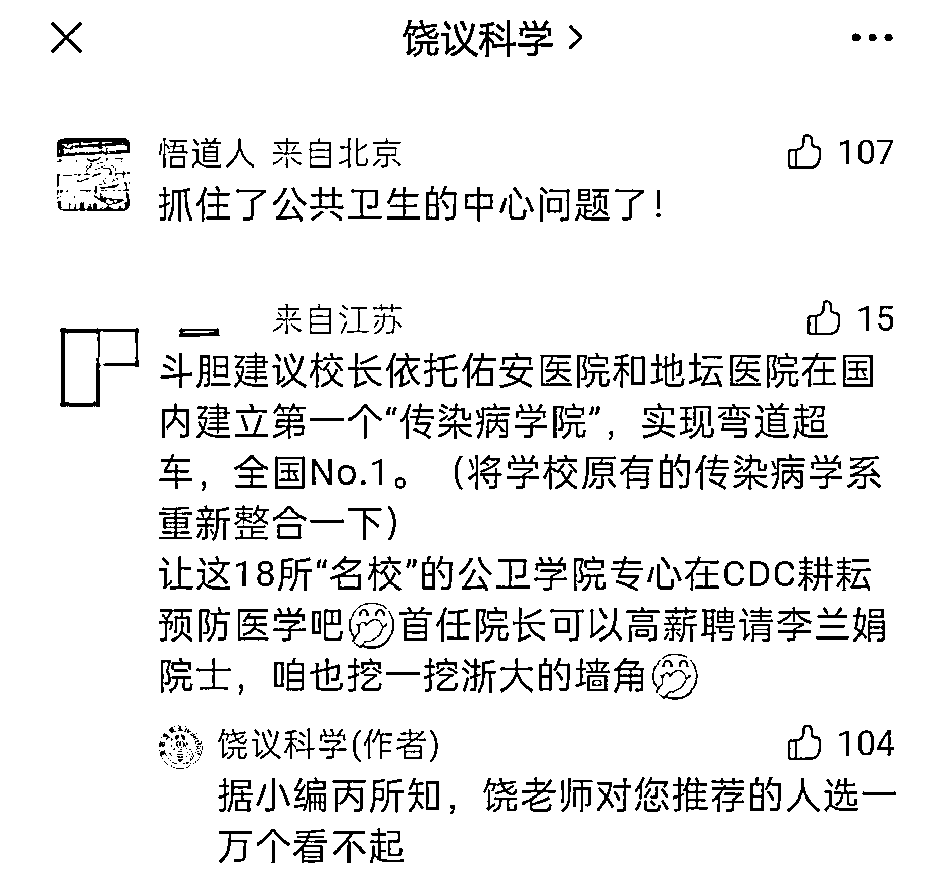 饶议科学
悟道人 来自北京 107
抓住了公共卫生的中心问题了!
来自江苏 15
斗胆建议校长依托佑安医院和地坛医院在国
内建立第一个“传染病学院”，实现弯道超
车，全国No.1。（将学校原有的传染病学系
重新整合一下）
让这18所“名校”的公卫学院专心在CDC耕耘
预防医学吧🤭首任院长可以高薪聘请李兰娟
院士，咱也挖一挖浙大的墙角🤭
饶议科学(作者) 104
据小编丙所知，饶老师对您推荐的人选一
万个看不起